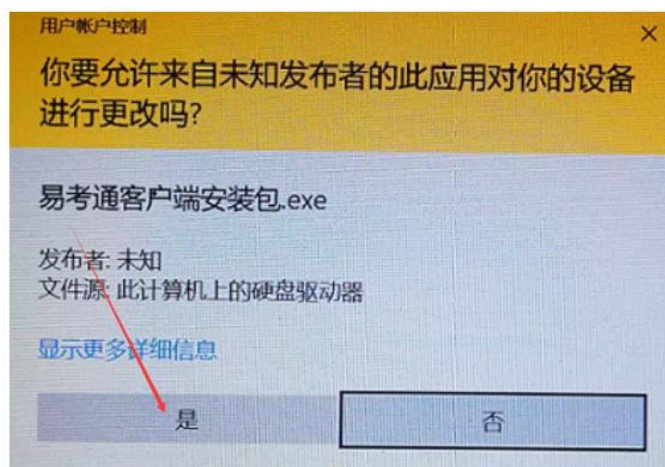 用户帐户控制
你要允许来自未知发布者的此应用对你的设备
进行更改吗?
易考通客户端安装包.exe
发布者: 未知
文件源: 此计算机上的硬盘驱动器
显示更多详细信息
是
否